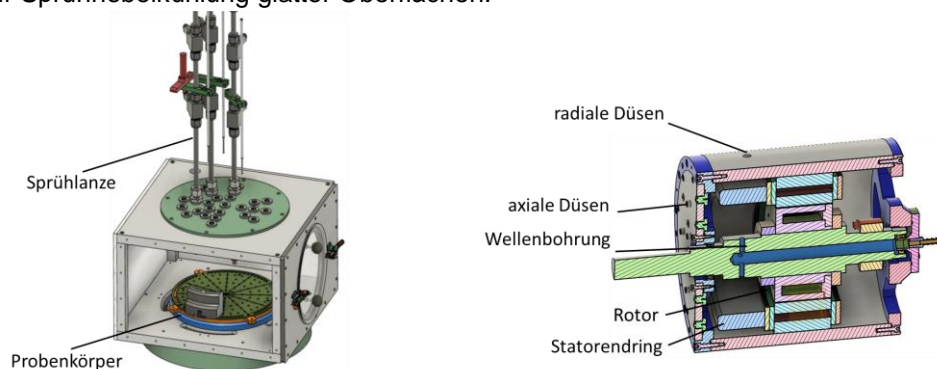 Sprühnebelkühlung glatter Oberflächen.
Sprühlanze
Probenkörper
radiale Düsen
axiale Düsen
Wellenbohrung
Rotor
Statorendring